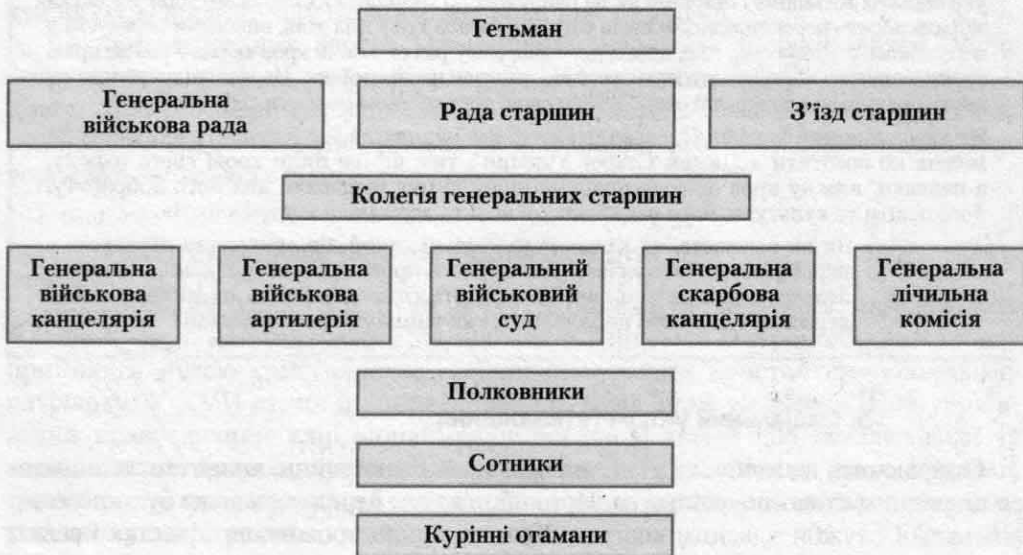 Гетьман
Генеральна
військова рада
Рада старшин
З'їзд старшин
Колегія генеральних старшин
Генеральна
військова
канцелярія
Генеральна
військова
артилерія
Генеральний
військовий
суд
Генеральна
скарбова
канцелярія
Генеральна
лічильна
комісія
Полковники
Сотники
Курінні отамани